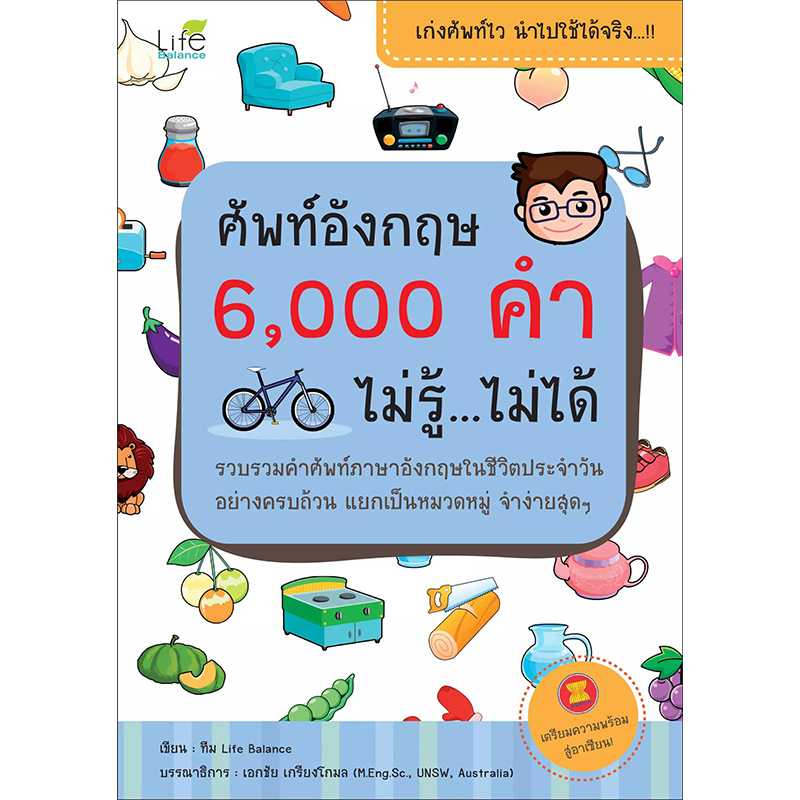 Life
Balance
เก่งศัพท์ไว นำไปใช้ได้จริง...!!
ศัพท์อังกฤษ
6,000 คำ
ไม่รู้...ไม่ได้
รวบรวมคำศัพท์ภาษาอังกฤษในชีวิตประจำวัน
อย่างครบถ้วน แยกเป็นหมวดหมู่ จำง่ายสุดๆ
เตรียมความพร้อม
สู่อาเซียน!
เขียน : ทีม Life Balance
บรรณาธิการ : เอกชัย เกรียงโกมล (M.Eng.Sc., UNSW, Australia)